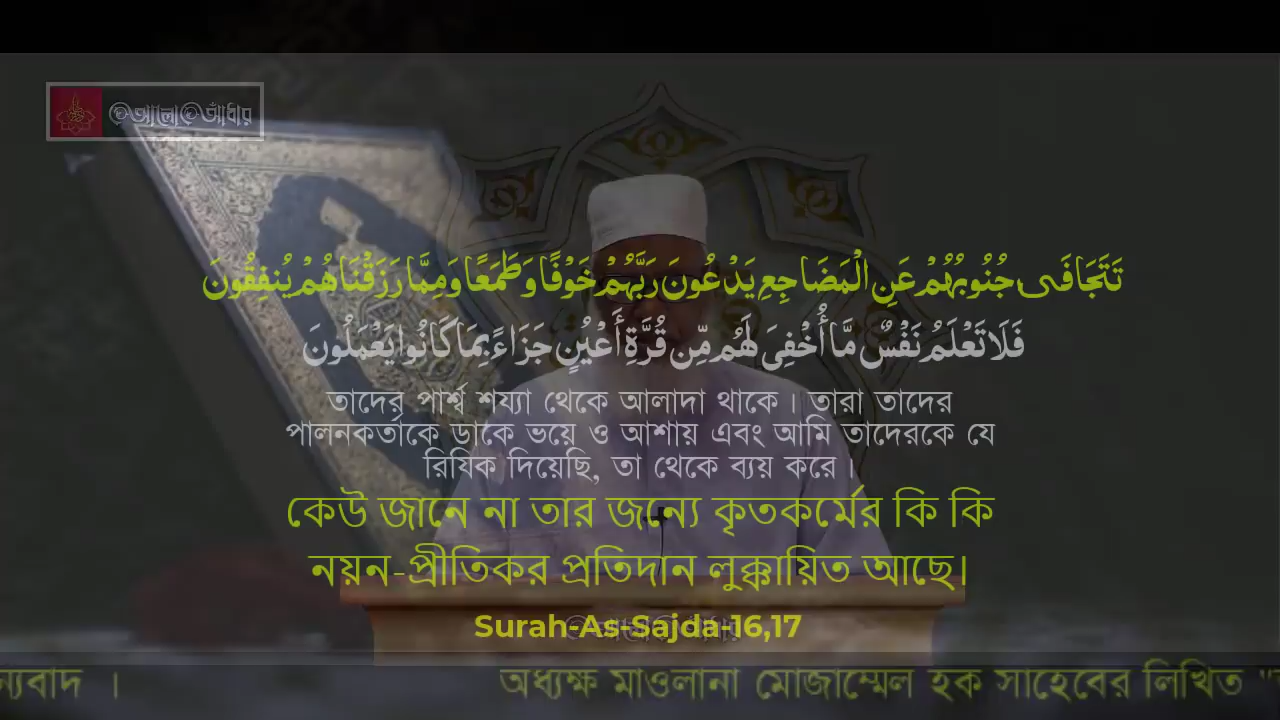 আলো আঁধার
تَتَجَافَى جُنُوبُهُمْ عَنِ الْمَضَاجِعِ يَدْعُونَ رَبَّهُمْ خَوْفًا وَطَمَعًا وَمِمَّا رَزَقْنَاهُمْ يُنفِقُونَ
فَلَا تَعْلَمُ نَفْسٌ مَّا أُخْفِيَ لَهُم مِّن قُرَّةِ أَعْيُنٍ جَزَاءً بِمَا كَانُوا يَعْمَلُونَ
তাদের পার্শ্ব শয্যা থেকে আলাদা থাকে। তারা তাদের
পালনকর্তাকে ডাকে ভয়ে ও আশায় এবং আমি তাদেরকে যে
রিযিক দিয়েছি, তা থেকে ব্যয় করে।
কেউ জানে না তার জন্যে কৃতকর্মের কি কি
নয়ন-প্রীতিকর প্রতিদান লুক্কায়িত আছে।
Surah-As-Sajda-16,17
ন্যবাদ । অধ্যক্ষ মাওলানা মোজাম্মেল হক সাহেবের লিখিত "